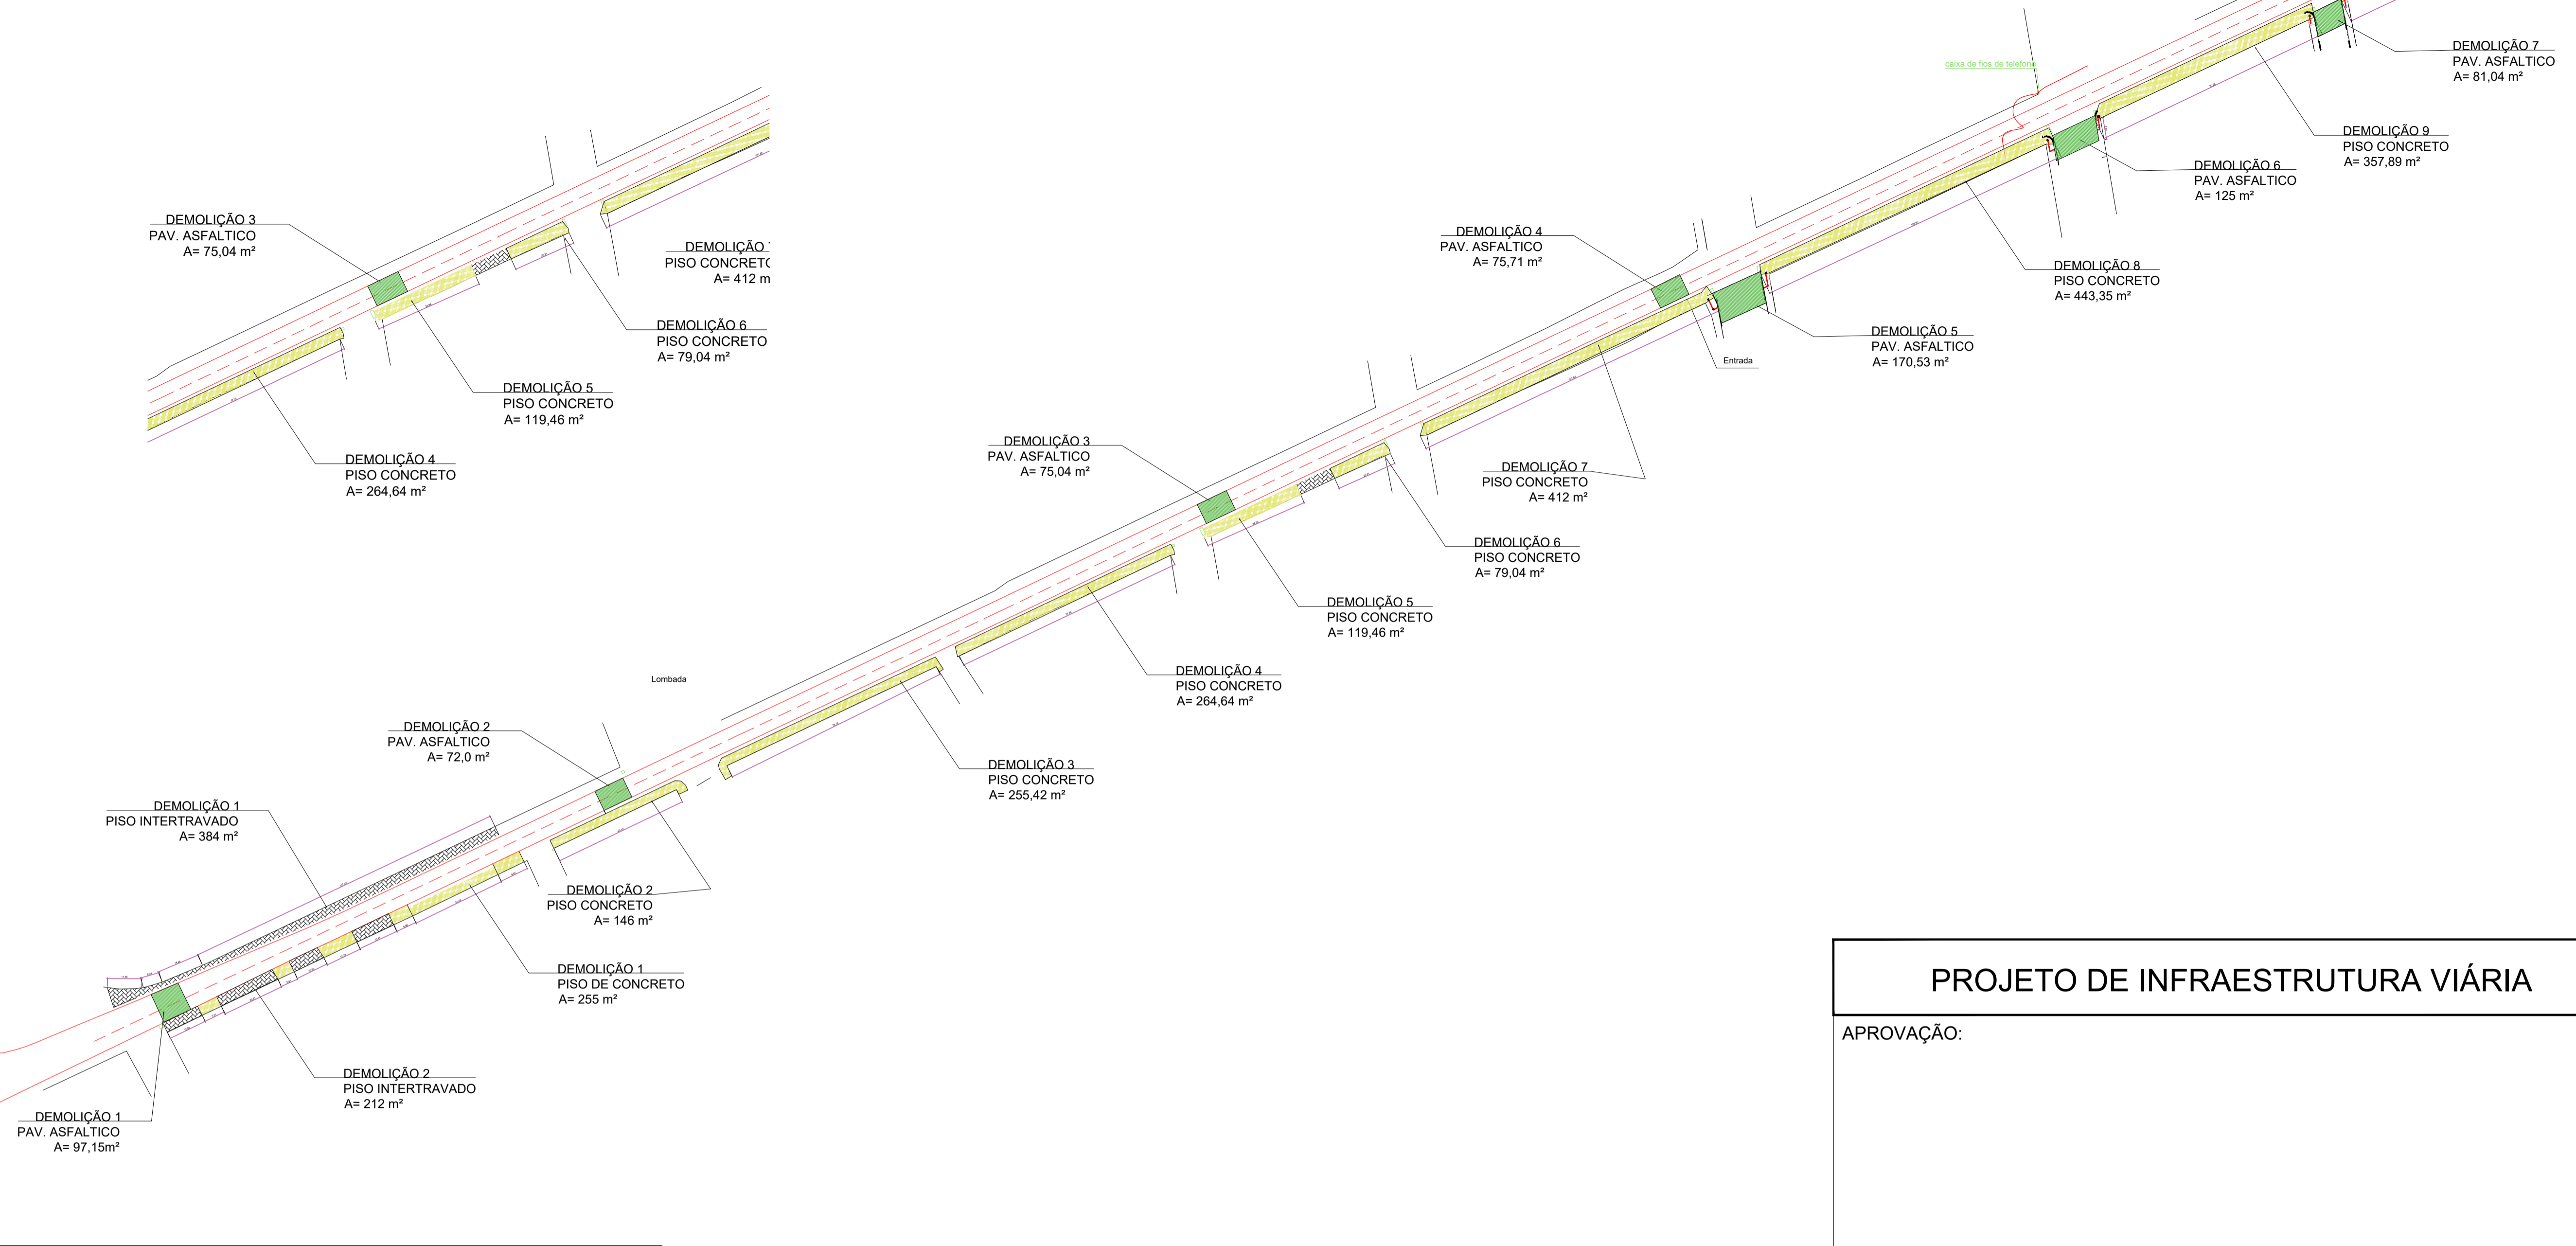 DEMOLIÇÃO 3
PAV. ASFALTICO
A= 75,04 m²
DEMOLIÇÃO
PISO CONCRETO
A= 412 m
DEMOLIÇÃO 6
PISO CONCRETO
A= 79,04 m²
DEMOLIÇÃO 5
PISO CONCRETO
A= 119,46 m²
DEMOLIÇÃO 4
PISO CONCRETO
A= 264,64 m²
caixa de fios de telefone
DEMOLIÇÃO 7
PAV. ASFALTICO
A= 81,04 m²
DEMOLIÇÃO 9
PISO CONCRETO
A= 357,89 m²
DEMOLIÇÃO 6
PAV. ASFALTICO
A= 125 m²
DEMOLIÇÃO 4
PAV. ASFALTICO
A= 75,71 m²
DEMOLIÇÃO 8
PISO CONCRETO
A= 443,35 m²
DEMOLIÇÃO 5
PAV. ASFALTICO
A= 170,53 m²
Entrada
DEMOLIÇÃO 3
PAV. ASFALTICO
A= 75,04 m²
DEMOLIÇÃO 7
PISO CONCRETO
A= 412 m²
DEMOLIÇÃO 6
PISO CONCRETO
A= 79,04 m²
DEMOLIÇÃO 5
PISO CONCRETO
A= 119,46 m²
DEMOLIÇÃO 4
PISO CONCRETO
A= 264,64 m²
Lombada
DEMOLIÇÃO 2
PAV. ASFALTICO
A= 72,0 m²
DEMOLIÇÃO 3
PISO CONCRETO
A= 255,42 m²
DEMOLIÇÃO 1
PISO INTERTRAVADO
A= 384 m²
DEMOLIÇÃO 2
PISO CONCRETO
A= 146 m²
DEMOLIÇÃO 1
PISO DE CONCRETO
A= 255 m²
DEMOLIÇÃO 2
PISO INTERTRAVADO
A= 212 m²
DEMOLIÇÃO 1
PAV. ASFALTICO
A= 97,15m²
PROJETO DE INFRAESTRUTURA VIÁRIA
APROVAÇÃO: